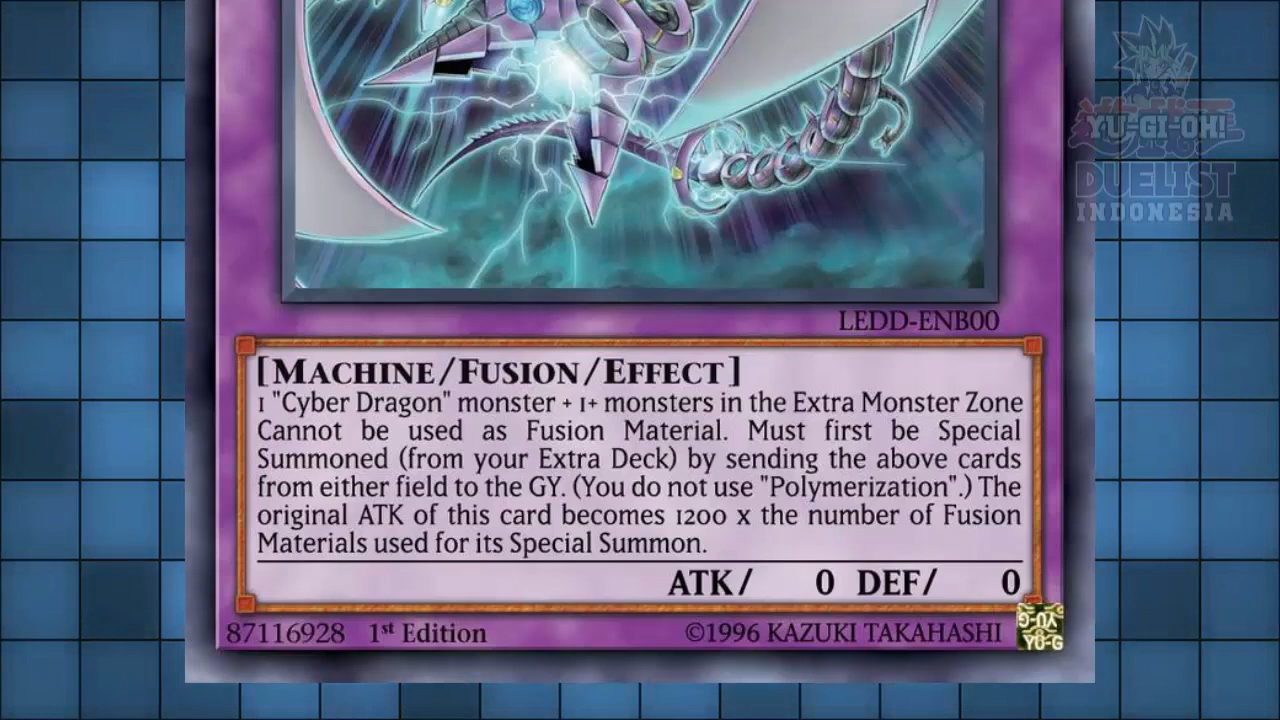 YU-GI-OH!
DUELIST
INDONESIA
LEDD-ENB00
[MACHINE/FUSION/EFFECT]
1 "Cyber Dragon" monster + 1+ monsters in the Extra Monster Zone
Cannot be used as Fusion Material. Must first be Special
Summoned (from your Extra Deck) by sending the above cards
from either field to the GY. (You do not use "Polymerization".) The
original ATK of this card becomes 1200 x the number of Fusion
Materials used for its Special Summon.
ATK/ 0 DEF/ 0
87116928 1st Edition ©1996 KAZUKI TAKAHASHI